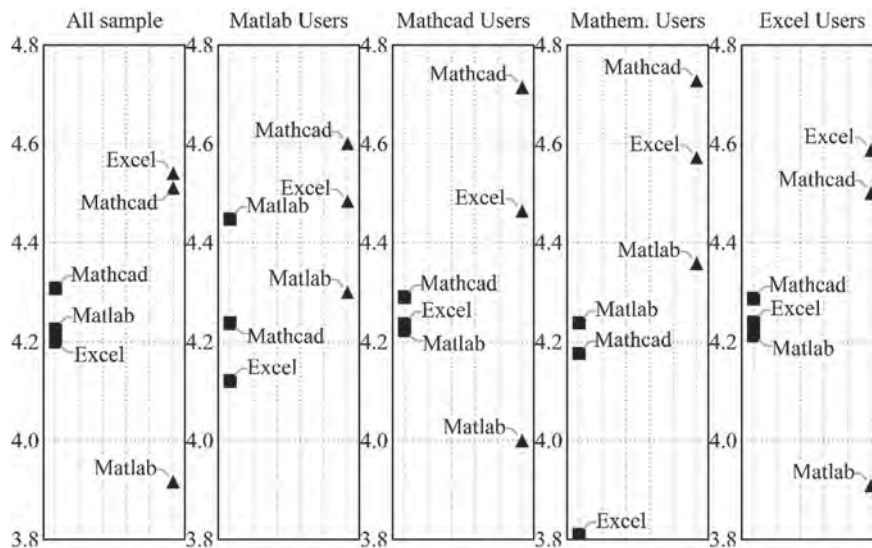 All sample Matlab Users Mathcad Users Mathem. Users Excel Users
4.8 4.8 4.8 4.8 4.8
Mathcad Mathcad
4.6 4.6 Mathcad 4.6 4.6 Excel 4.6 Excel
Excel
Mathcad Excel Excel Mathcad
Matlab
4.4 4.4 4.4 4.4 Matlab 4.4
Mathcad Matlab Mathcad Mathcad
Matlab Excel Matlab Excel
4.2 4.2 Mathcad 4.2 Matlab 4.2 Mathcad 4.2 Matlab
Excel Excel
4.0 4.0 4.0 Matlab 4.0 4.0
Matlab Matlab
3.8 3.8 3.8 3.8 Excel 3.8